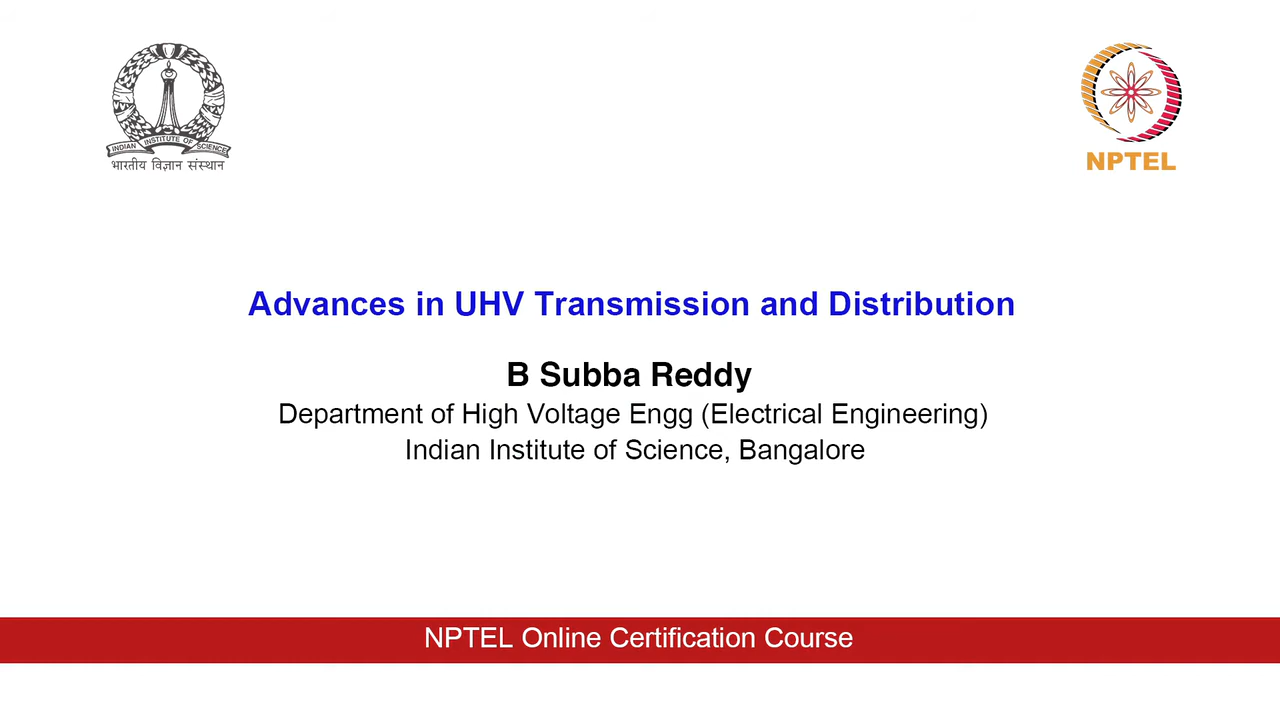 INDIAN INSTITUTE OF SCIENCE
भारतीय विज्ञान संस्थान
NPTEL
Advances in UHV Transmission and Distribution
B Subba Reddy
Department of High Voltage Engg (Electrical Engineering)
Indian Institute of Science, Bangalore
NPTEL Online Certification Course